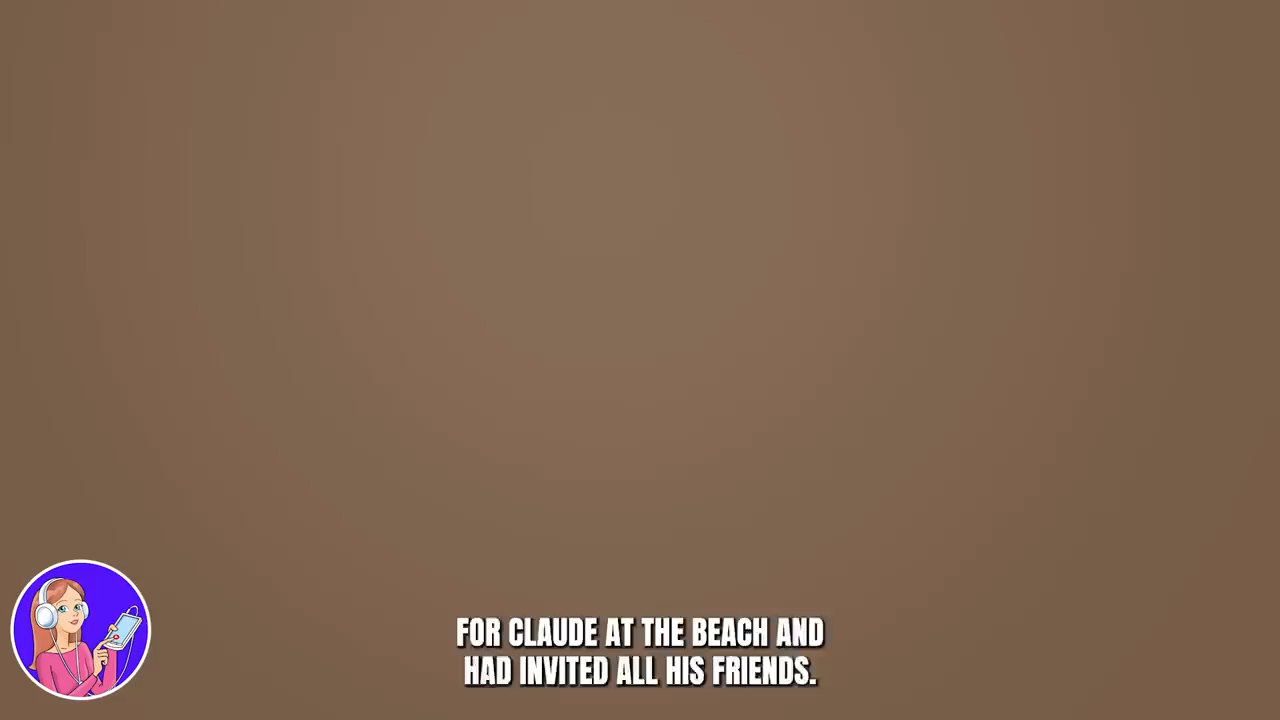 FOR CLAUDE AT THE BEACH AND
HAD INVITED ALL HIS FRIENDS.